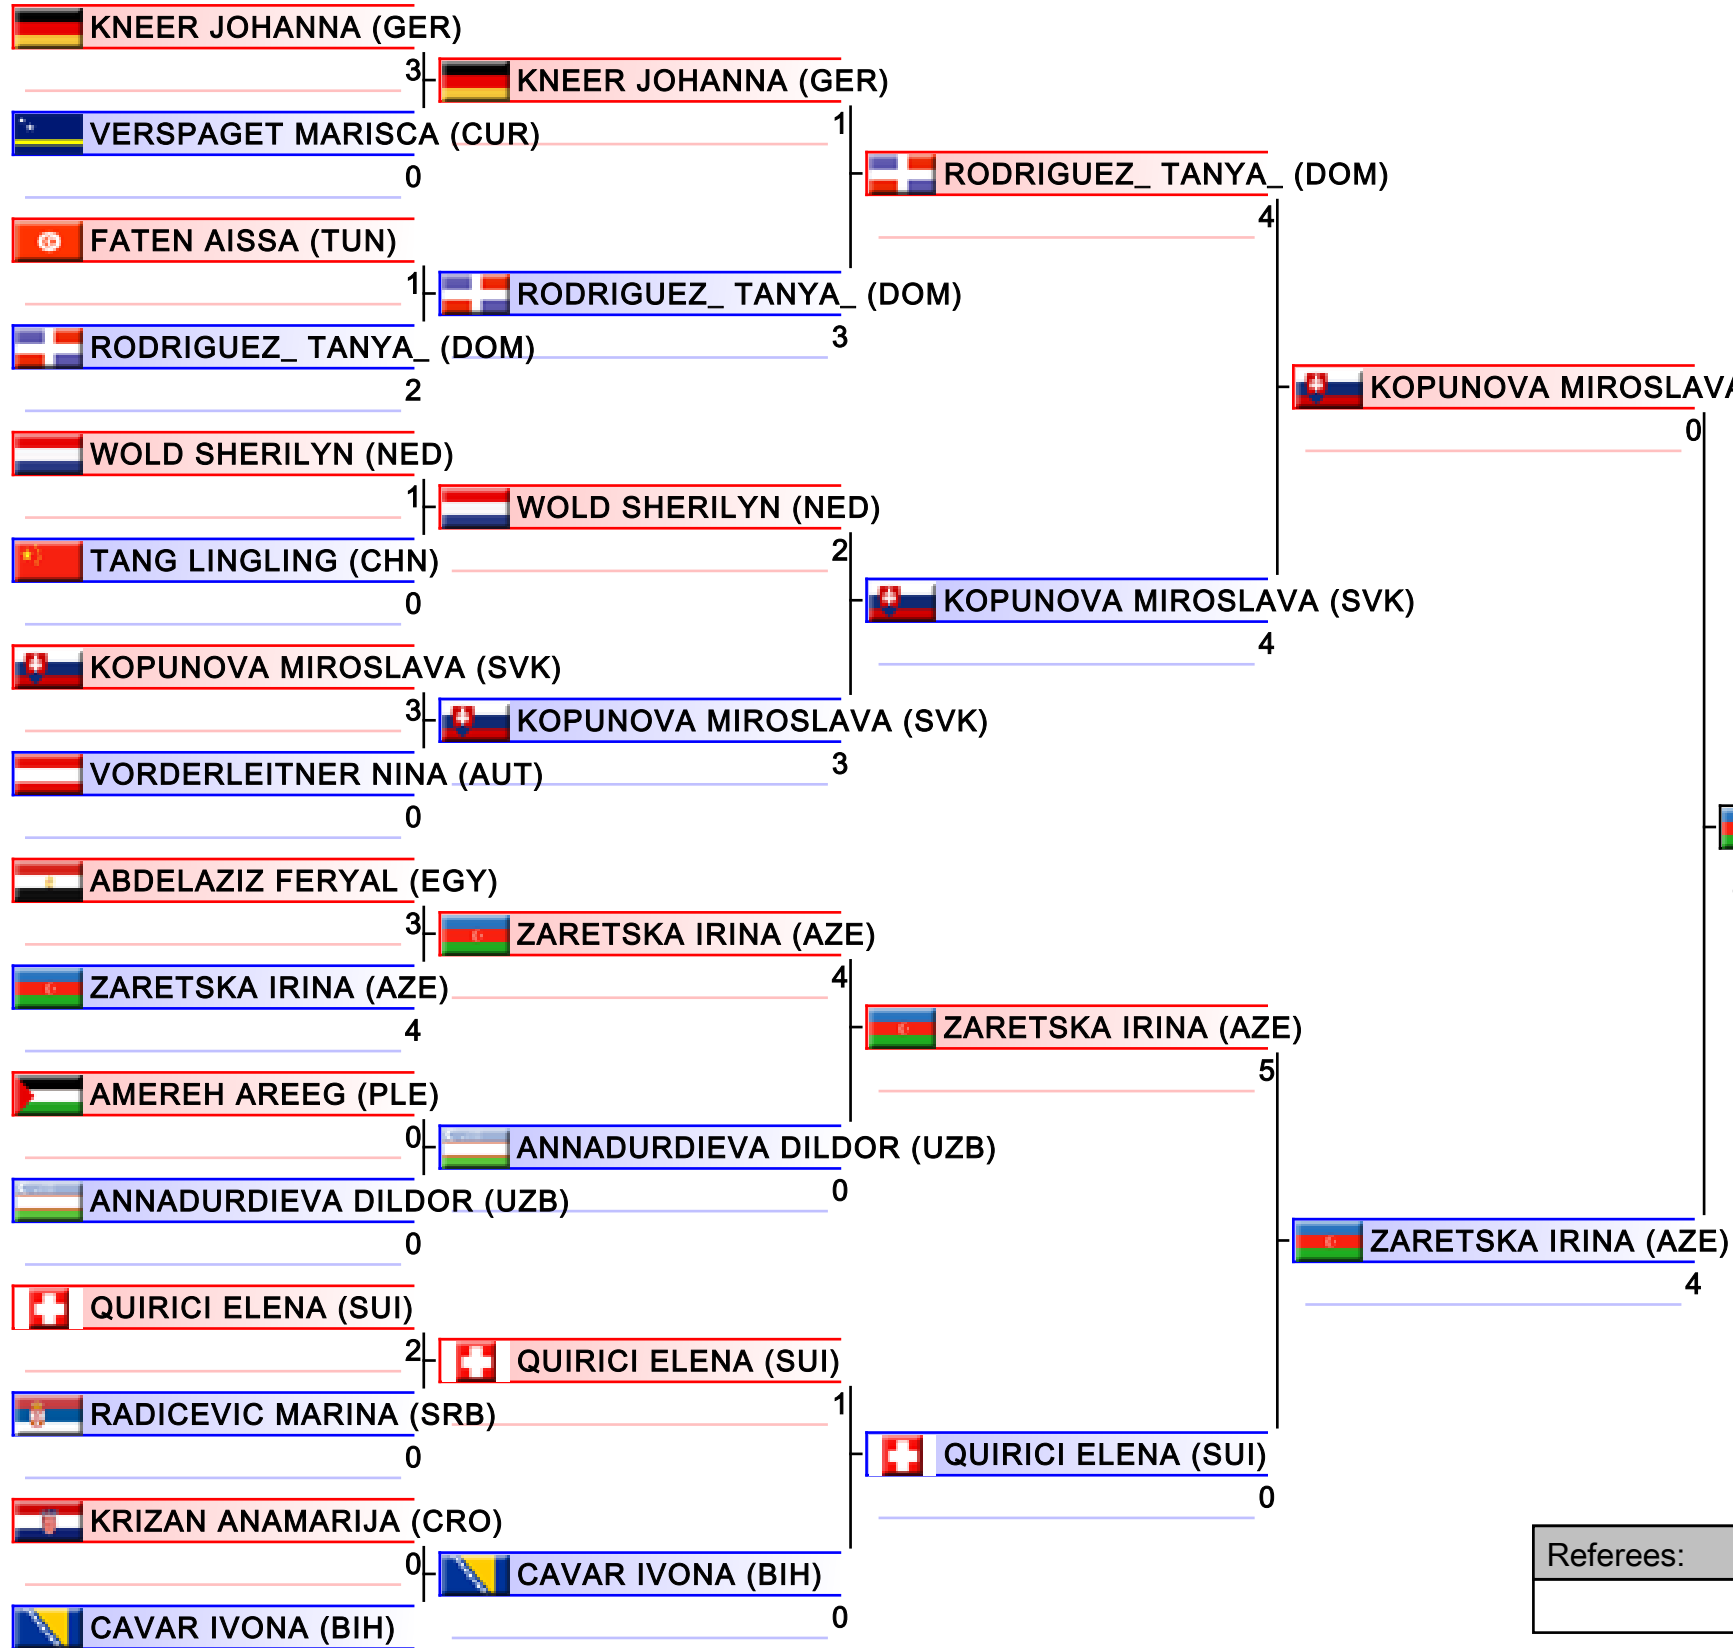 KNEER JOHANNA (GER)
3
VERSPAGET MARISCA (CUR)
0
FATEN AISSA (TUN)
1
RODRIGUEZ_ TANYA_ (DOM)
2
WOLD SHERILYN (NED)
1
TANG LINGLING (CHN)
0
KOPUNOVA MIROSLAVA (SVK)
3
VORDERLEITNER NINA (AUT)
0
ABDELAZIZ FERYAL (EGY)
3
ZARETSKA IRINA (AZE)
4
AMEREH AREEG (PLE)
0
ANNADURDIEVA DILDOR (UZB)
0
QUIRICI ELENA (SUI)
2
RADICEVIC MARINA (SRB)
0
KRIZAN ANAMARIJA (CRO)
0
CAVAR IVONA (BIH)
KNEER JOHANNA (GER)
1
RODRIGUEZ_ TANYA_ (DOM)
3
WOLD SHERILYN (NED)
2
KOPUNOVA MIROSLAVA (SVK)
3
ZARETSKA IRINA (AZE)
4
ANNADURDIEVA DILDOR (UZB)
0
QUIRICI ELENA (SUI)
1
CAVAR IVONA (BIH)
0
RODRIGUEZ_ TANYA_ (DOM)
4
KOPUNOVA MIROSLAVA (SVK)
4
ZARETSKA IRINA (AZE)
5
QUIRICI ELENA (SUI)
0
KOPUNOVA MIROSLAVA
0
ZARETSKA IRINA (AZE)
4
Referees: